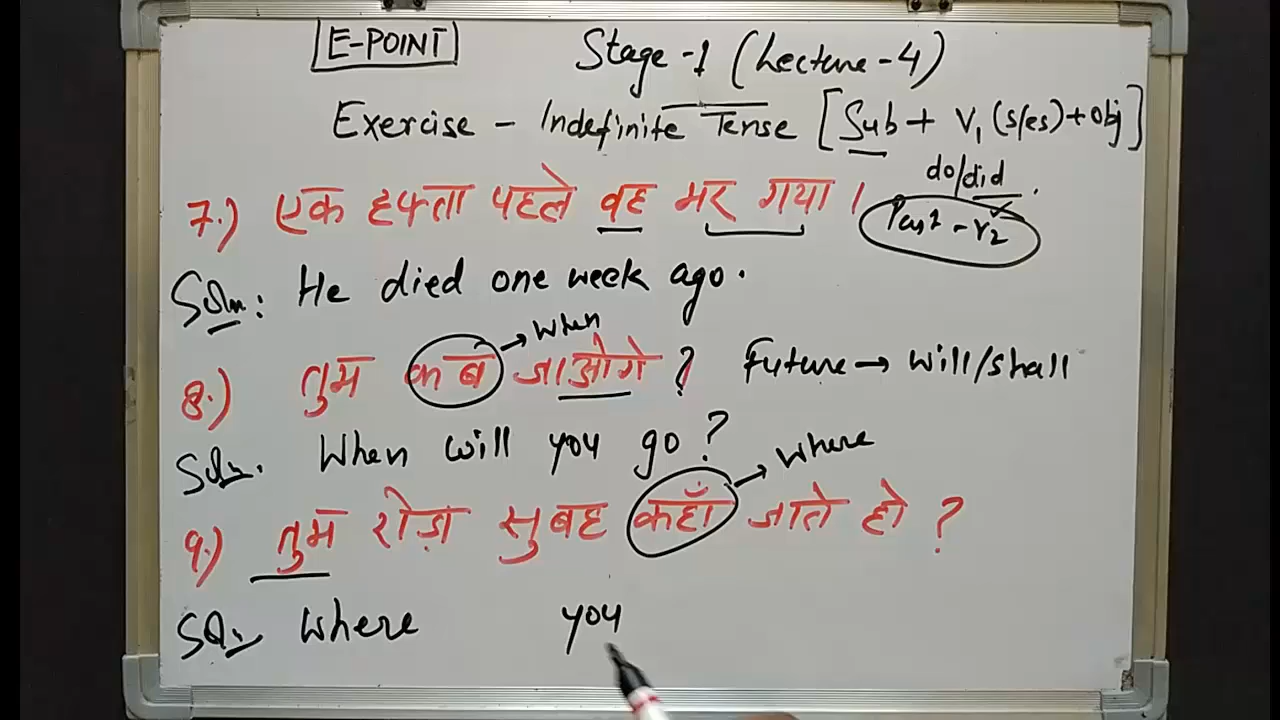 E-POINT Stage-1 (Lecture-4)
Exercise - Indefinite Tense [Sub + V₁ (s/es) + obj]
do/did
7.) एक हफ्ता पहले वह मर गया । Past - V₂
Soln: He died one week ago.
when
8.) तुम कब जाओगे ? Future → will/shall
Soln. When will you go ?
where
9.) तुम रोज़ सुबह कहाँ जाते हो ?
Soln where you